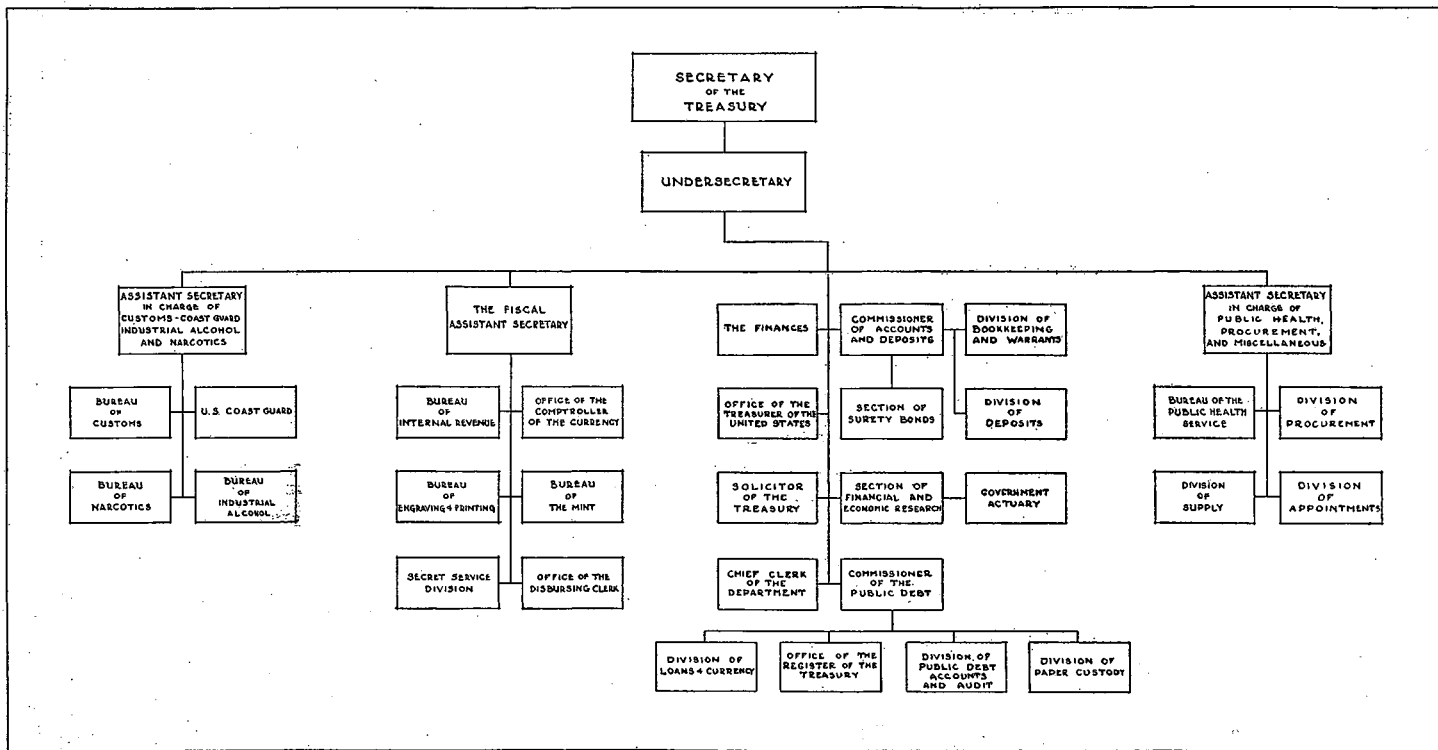 SECRETARY
OF THE
TREASURY
UNDERSECRETARY
ASSISTANT SECRETARY
IN CHARGE OF
CUSTOMS-COAST GUARD
INDUSTRIAL ALCOHOL
AND NARCOTICS
BUREAU
OF
CUSTOMS
U.S. COAST GUARD
BUREAU
OF
NARCOTICS
BUREAU
OF
INDUSTRIAL
ALCOHOL
THE FISCAL
ASSISTANT SECRETARY
BUREAU
OF
INTERNAL REVENUE
OFFICE OF THE
COMPTROLLER
OF THE CURRENCY
BUREAU
OF
ENGRAVING & PRINTING
BUREAU
OF
THE MINT
SECRET SERVICE
DIVISION
OFFICE OF THE
DISBURSING CLERK
THE FINANCES
COMMISSIONER
OF ACCOUNTS
AND DEPOSITS
DIVISION OF
BOOKKEEPING
AND WARRANTS
OFFICE OF THE
TREASURER OF THE
UNITED STATES
SECTION OF
SURETY BONDS
DIVISION
OF
DEPOSITS
SOLICITOR
OF THE
TREASURY
SECTION OF
FINANCIAL AND
ECONOMIC RESEARCH
GOVERNMENT
ACTUARY
CHIEF CLERK
OF THE
DEPARTMENT
COMMISSIONER
OF THE
PUBLIC DEBT
DIVISION OF
LOANS & CURRENCY
OFFICE OF THE
REGISTER OF THE
TREASURY
DIVISION OF
PUBLIC DEBT
ACCOUNTS
AND AUDIT
DIVISION OF
PAPER CUSTODY
ASSISTANT SECRETARY
IN CHARGE OF
PUBLIC HEALTH,
PROCUREMENT,
AND MISCELLANEOUS
BUREAU OF THE
PUBLIC HEALTH
SERVICE
DIVISION
OF
PROCUREMENT
DIVISION
OF
SUPPLY
DIVISION
OF
APPOINTMENTS